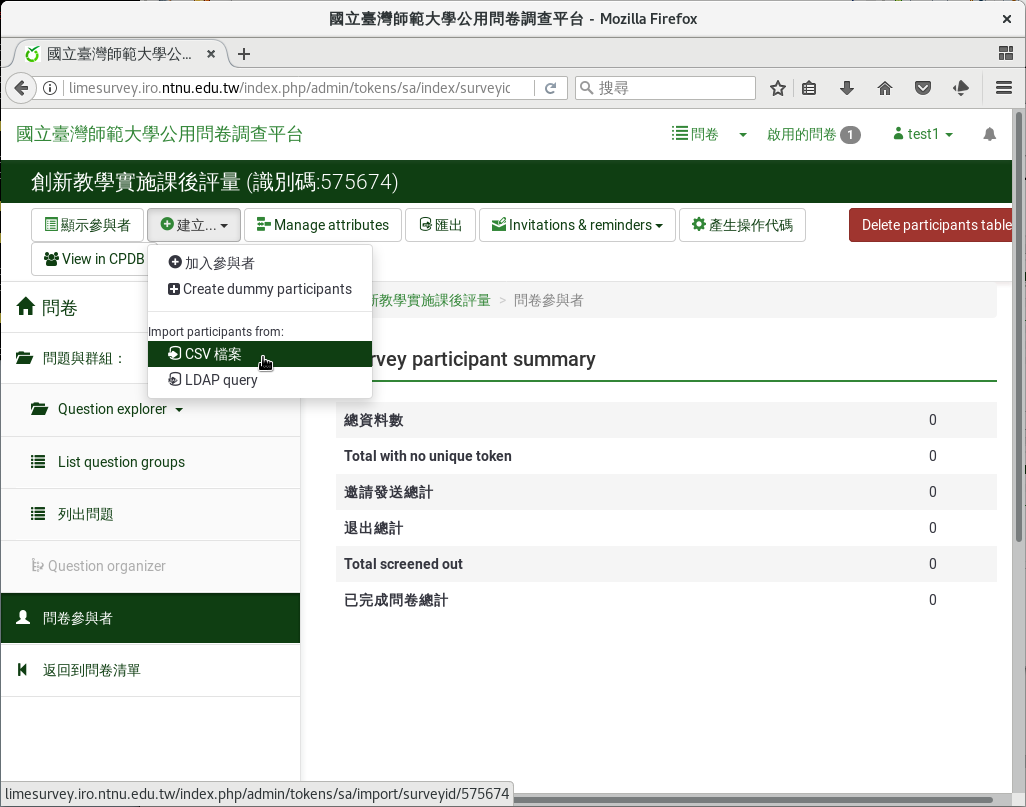 國立臺灣師範大學公用問卷調查平台 - Mozilla Firefox
國立臺灣師範大學公...
limesurvey.iro.ntnu.edu.tw/index.php/admin/tokens/sa/index/surveyic
搜尋
國立臺灣師範大學公用問卷調查平台
問卷
啟用的問卷 1
test1
創新教學實施課後評量 (識別碼:575674)
顯示參與者
建立...
Manage attributes
匯出
Invitations & reminders
產生操作代碼
Delete participants table
View in CPDB
加入參與者
Create dummy participants
Import participants from:
CSV 檔案
LDAP query
問卷
問題與群組：
Question explorer
List question groups
列出問題
Question organizer
問卷參與者
返回到問卷清單
新教學實施課後評量 > 問卷參與者
vey participant summary
總資料數 0
Total with no unique token 0
邀請發送總計 0
退出總計 0
Total screened out 0
已完成問卷總計 0
limesurvey.iro.ntnu.edu.tw/index.php/admin/tokens/sa/import/surveyid/575674